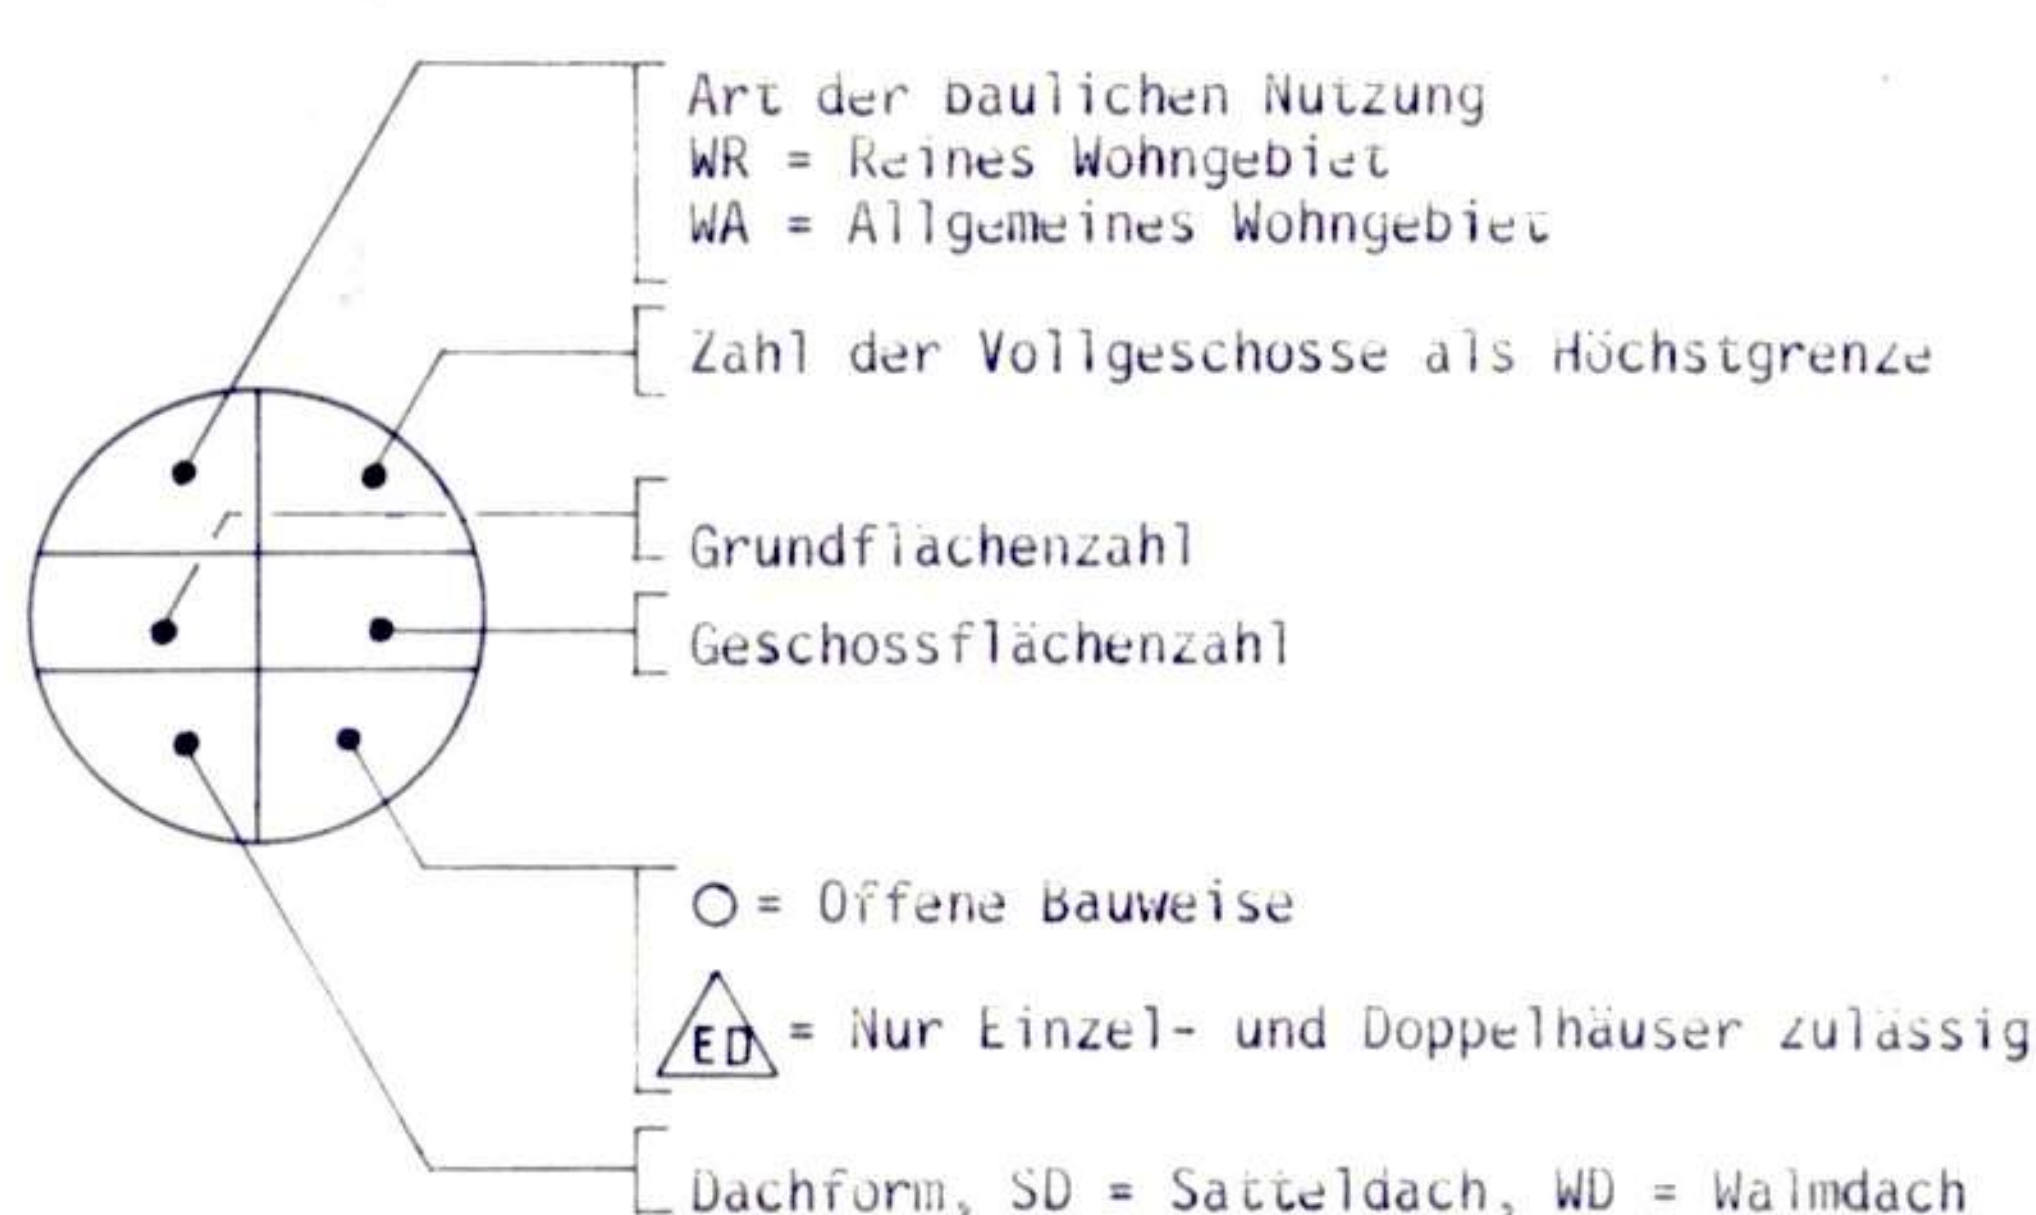 Art der baulichen Nutzung
WR = Reines Wohngebiet
WA = Allgemeines Wohngebiet
Zahl der Vollgeschosse als Höchstgrenze
Grundflächenzahl
Geschossflächenzahl
O = Offene Bauweise
ED = Nur Einzel- und Doppelhäuser zulässig
Dachform, SD = Satteldach, WD = Walmdach